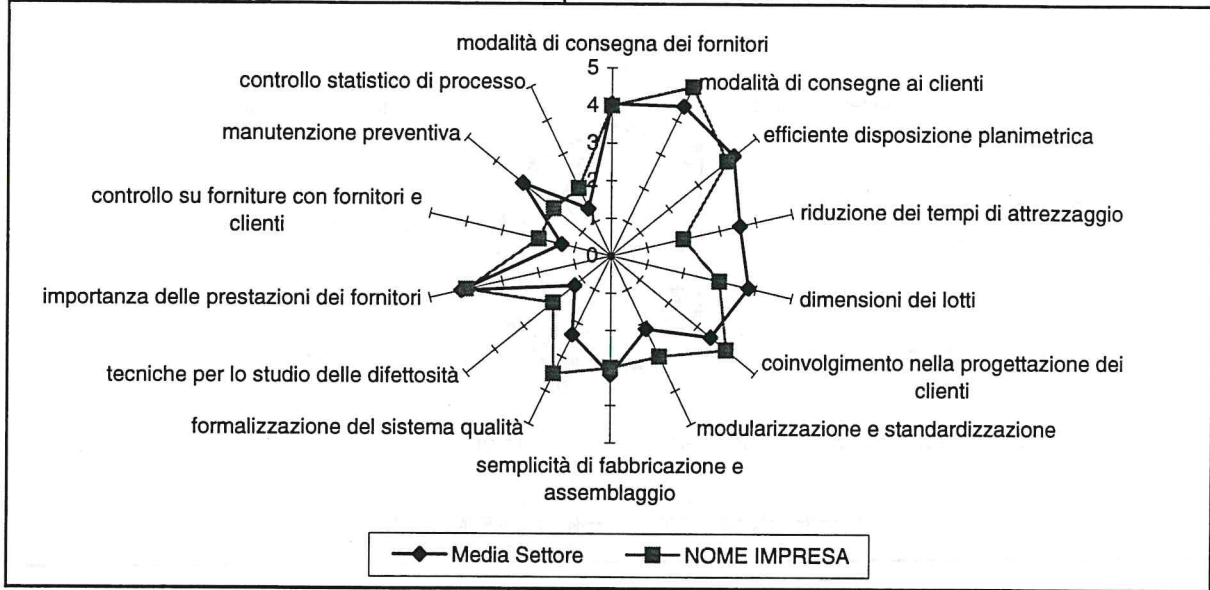 modalità di consegna dei fornitori
5
4
3
2
1
0
modalità di consegne ai clienti
efficiente disposizione planimetrica
riduzione dei tempi di attrezzaggio
dimensioni dei lotti
coinvolgimento nella progettazione dei
clienti
modularizzazione e standardizzazione
semplicità di fabbricazione e
assemblaggio
formalizzazione del sistema qualità
tecniche per lo studio delle difettosità
importanza delle prestazioni dei fornitori
controllo su forniture con fornitori e
clienti
manutenzione preventiva
controllo statistico di processo
Media Settore
NOME IMPRESA